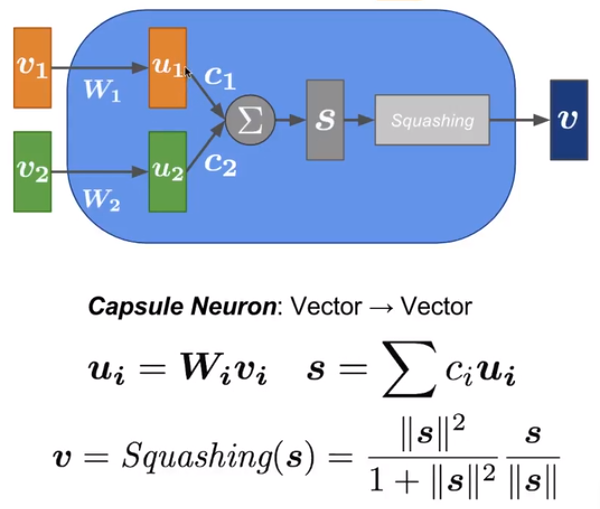 v₁ W₁ u₁ c₁ Σ s Squashing v
v₂ W₂ u₂ c₂
Capsule Neuron: Vector → Vector
uᵢ = Wᵢvᵢ s = ∑ cᵢuᵢ
v = Squashing(s) = ‖s‖² / (1 + ‖s‖²) s / ‖s‖